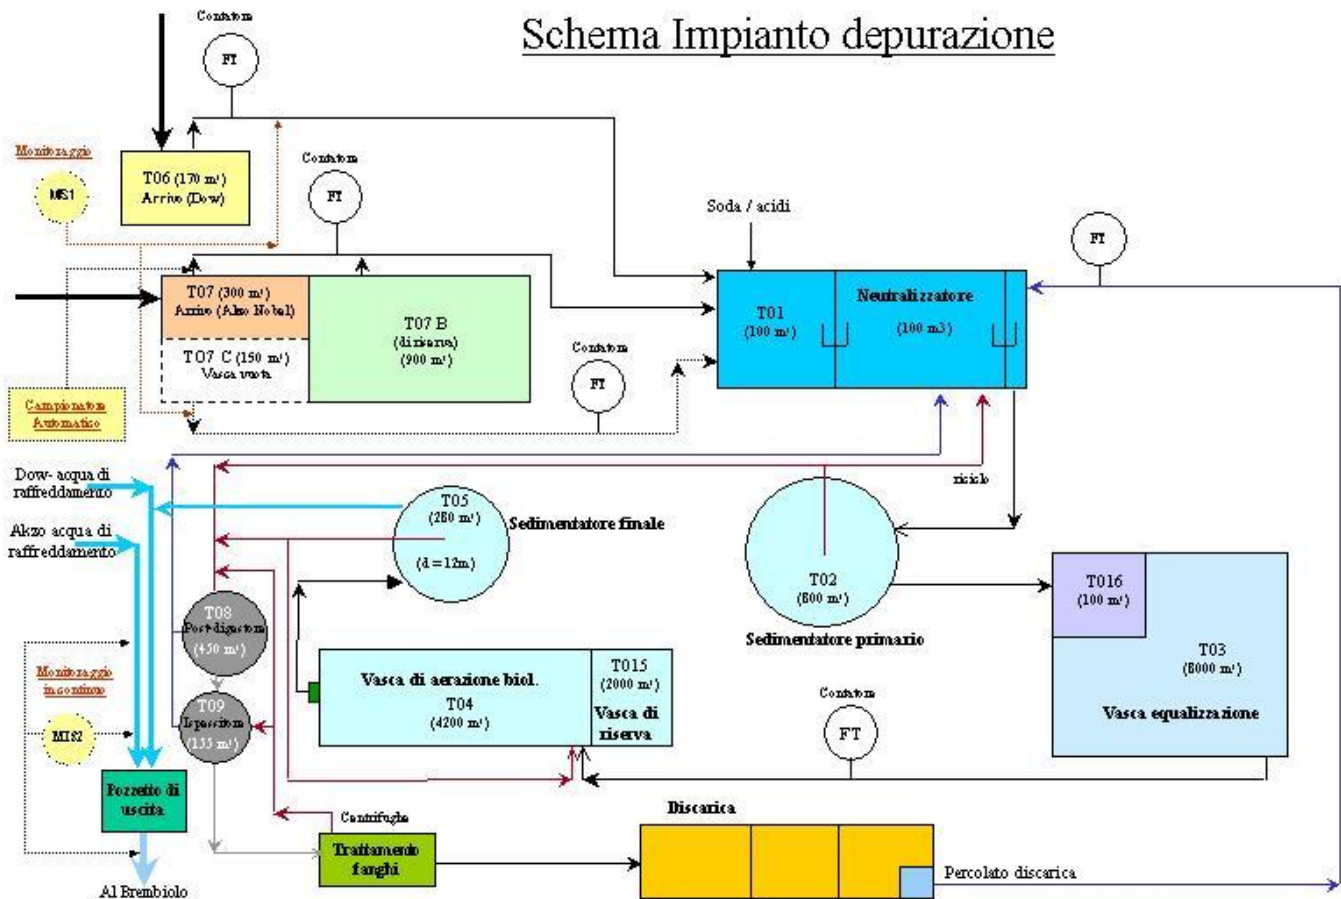 Schema Impianto depurazione
Contatore
FT
Monitoraggio
MIS1
T06 (170 m³)
Arrivo (Dow)
Contatore
FT
Soda / acidi
FT
T07 (300 m³)
Arrivo (Akzo Nobel)
T07 C (150 m³)
Vasca vuota
T07 B
(di riserva)
(900 m³)
Contatore
FT
T01
(100 m³)
Neutralizzatore
(100 m3)
Campionatore
Automatico
Dow- acqua di
raffreddamento
Akzo acqua di
raffreddamento
T05
(280 m³)
(d = 12m)
Sedimentatore finale
riciclo
T02
(800 m³)
Sedimentatore primario
T016
(100 m³)
T03
(8000 m³)
Vasca equalizzazione
T08
Post-digestore
(450 m³)
T09
Ispessitore
(155 m³)
Monitoraggio
in continuo
MIS2
Vasca di aerazione biol.
T04
(4200 m³)
T015
(2000 m³)
Vasca di
riserva
Contatore
FT
Pozzetto di
uscita
Al Brembiolo
Centrifughe
Trattamento
fanghi
Discarica
Percolato discarica